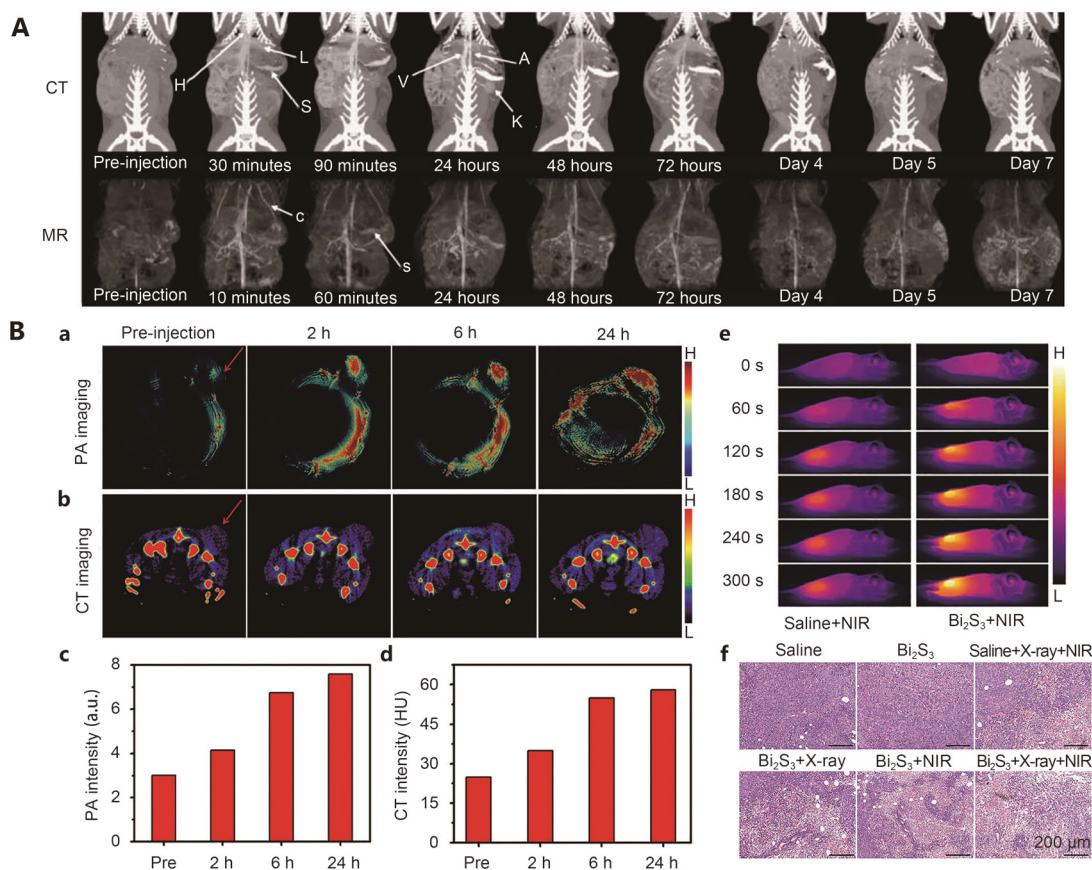 A
CT
H
L
S
V
A
K
Pre-injection
30 minutes
90 minutes
24 hours
48 hours
72 hours
Day 4
Day 5
Day 7
MR
c
s
Pre-injection
10 minutes
60 minutes
24 hours
48 hours
72 hours
Day 4
Day 5
Day 7
B
a
Pre-injection
2 h
6 h
24 h
PA imaging
H
L
b
CT imaging
H
L
c
PA intensity (a.u.)
8
6
4
2
0
Pre
2 h
6 h
24 h
d
CT intensity (HU)
60
45
30
15
0
Pre
2 h
6 h
24 h
e
0 s
60 s
120 s
180 s
240 s
300 s
H
L
Saline+NIR
Bi₂S₃+NIR
f
Saline
Bi₂S₃
Saline+X-ray+NIR
Bi₂S₃+X-ray
Bi₂S₃+NIR
Bi₂S₃+X-ray+NIR
200 μm